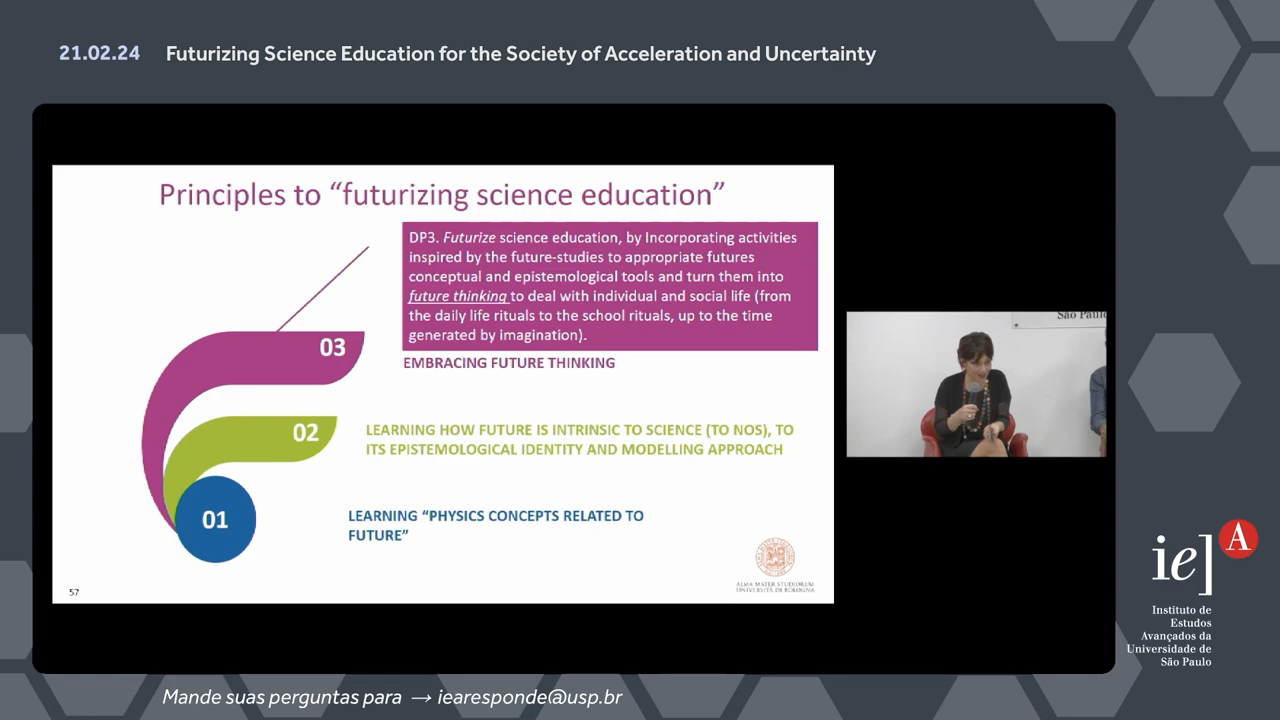 21.02.24 Futurizing Science Education for the Society of Acceleration and Uncertainty
Principles to “futurizing science education”
DP3. Futurize science education, by Incorporating activities
inspired by the future-studies to appropriate futures
conceptual and epistemological tools and turn them into
future thinking to deal with individual and social life (from
the daily life rituals to the school rituals, up to the time
generated by imagination).
03
EMBRACING FUTURE THINKING
02
LEARNING HOW FUTURE IS INTRINSIC TO SCIENCE (TO NOS), TO
ITS EPISTEMOLOGICAL IDENTITY AND MODELLING APPROACH
01
LEARNING “PHYSICS CONCEPTS RELATED TO
FUTURE”
ALMA MATER STUDIORUM
UNIVERSITÀ DI BOLOGNA
57
São Paulo
ie] A
Instituto de
Estudos
Avançados da
Universidade de
São Paulo
Mande suas perguntas para → iearesponde@usp.br